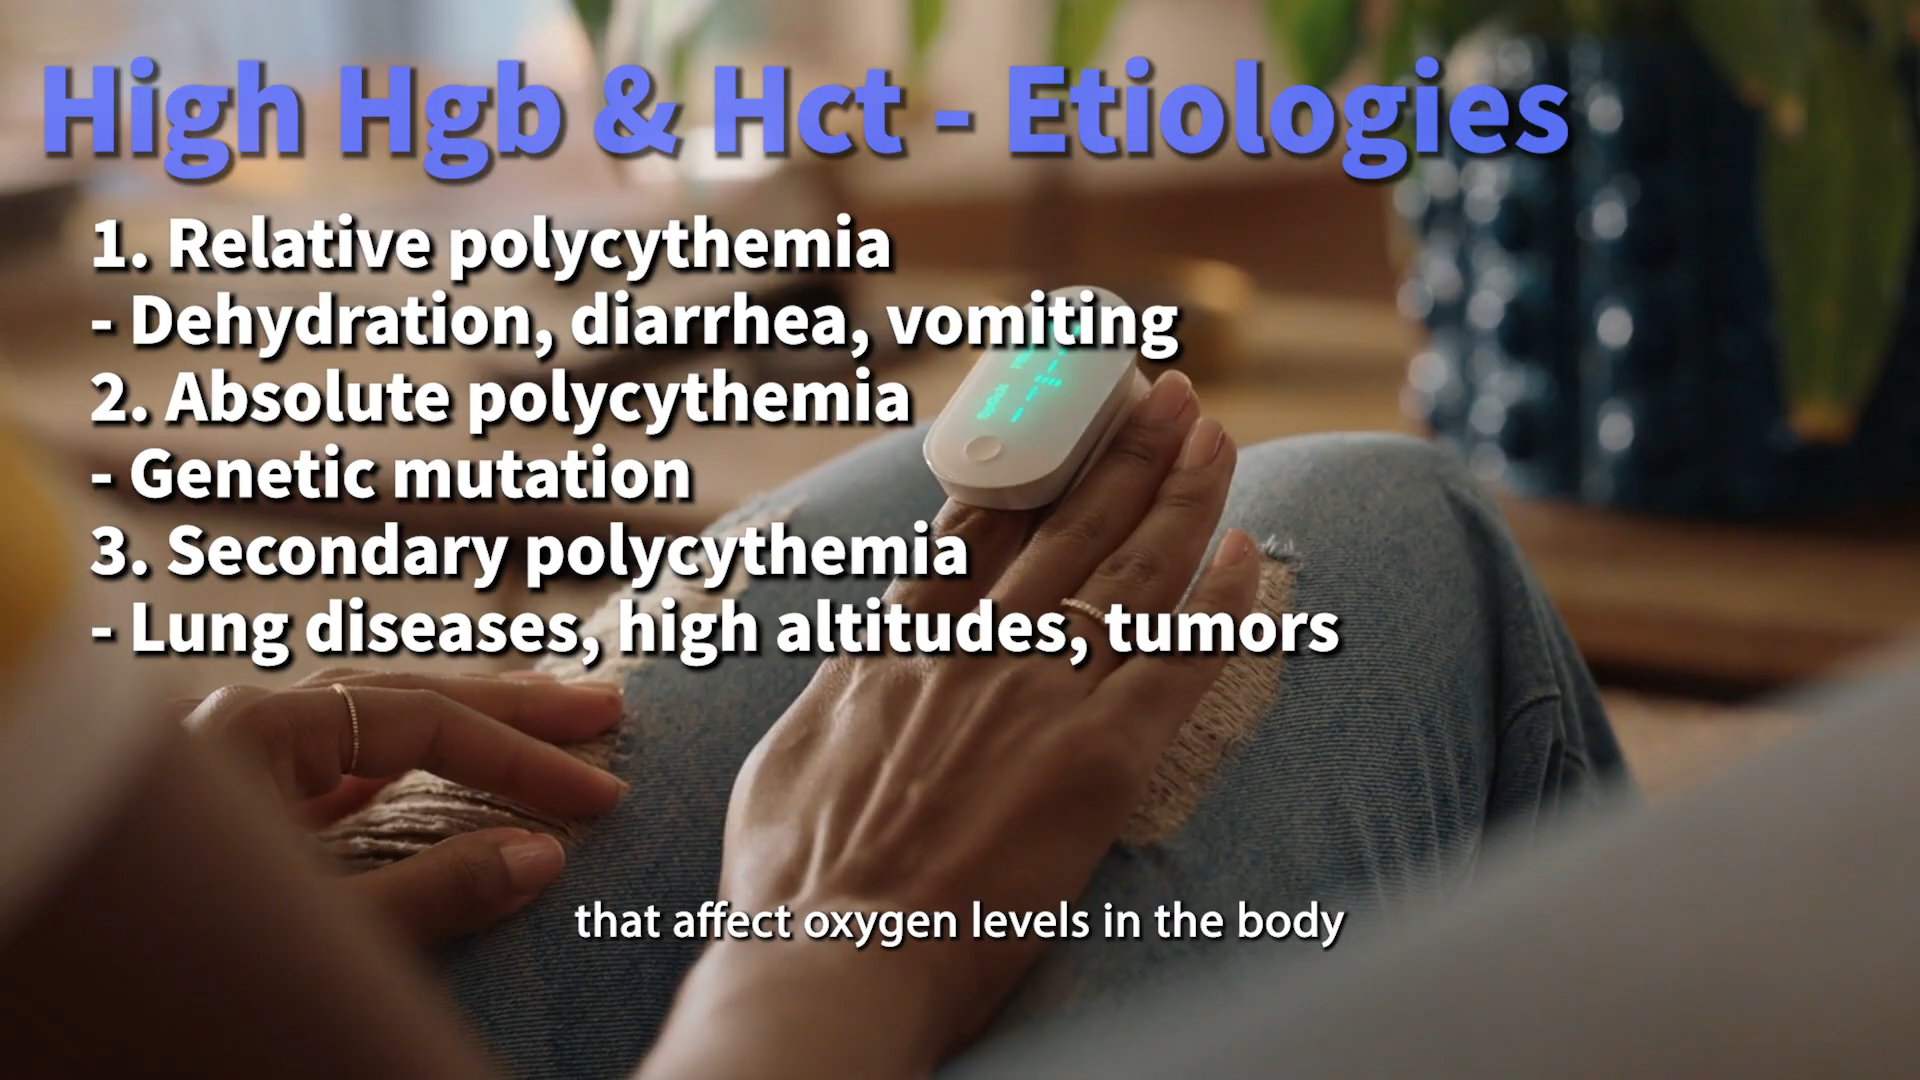 High Hgb & Hct - Etiologies
1. Relative polycythemia
- Dehydration, diarrhea, vomiting
2. Absolute polycythemia
- Genetic mutation
3. Secondary polycythemia
- Lung diseases, high altitudes, tumors
that affect oxygen levels in the body